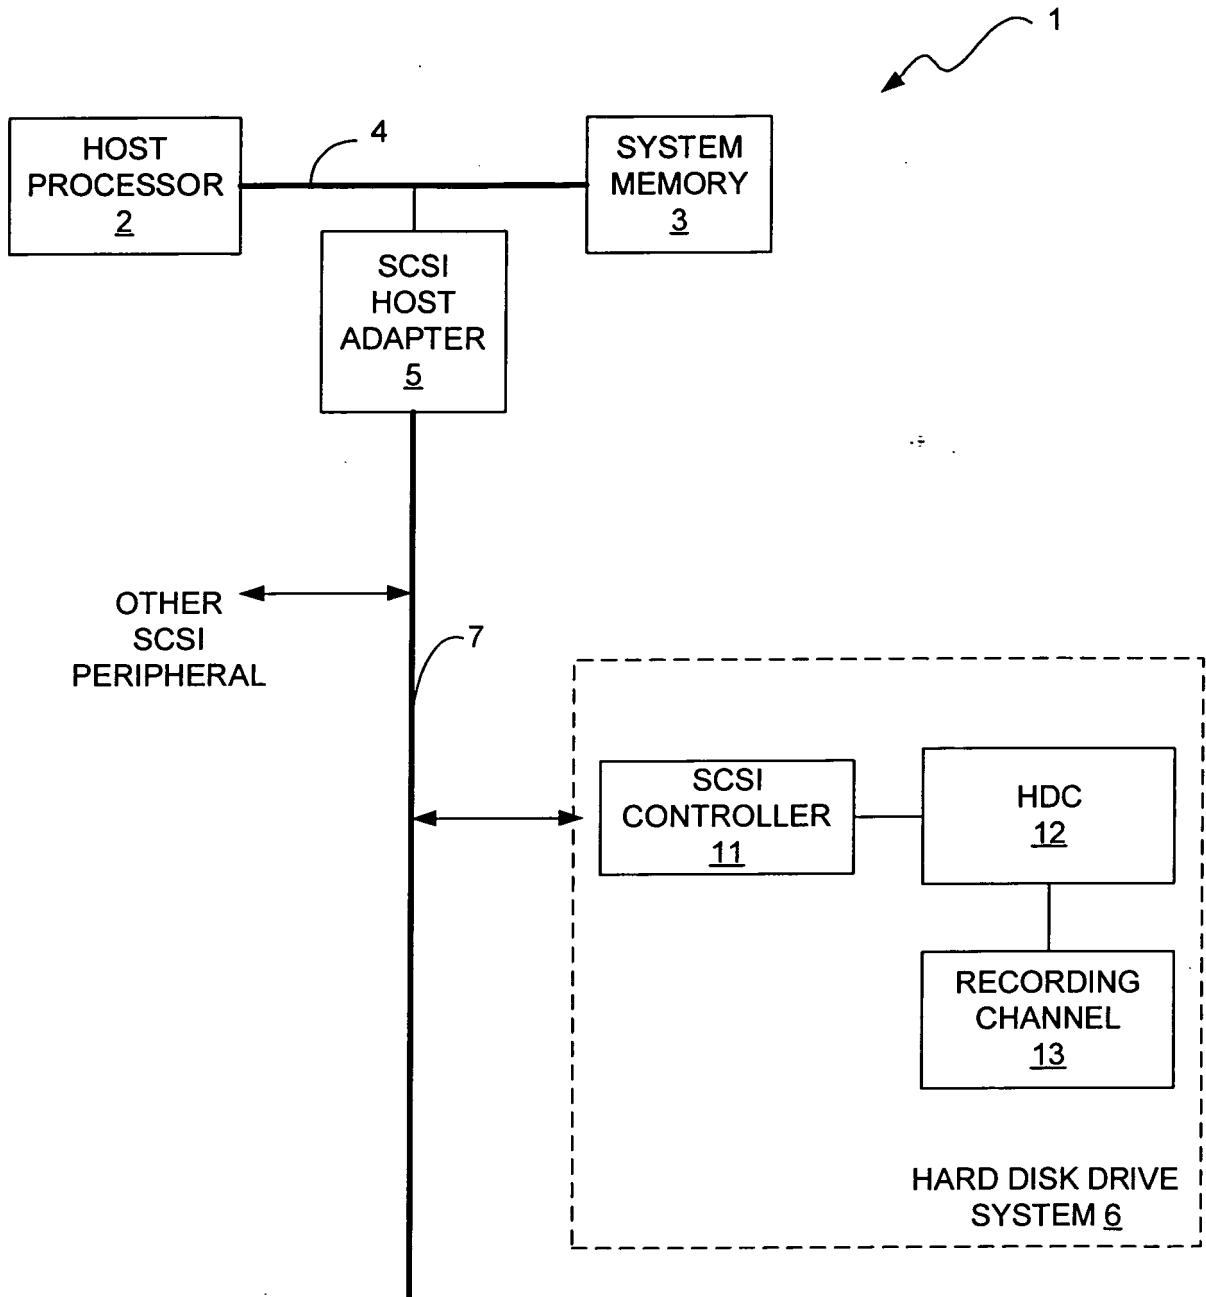 1
HOST
PROCESSOR
2
4
SYSTEM
MEMORY
3
SCSI
HOST
ADAPTER
5
OTHER
SCSI
PERIPHERAL
7
SCSI
CONTROLLER
11
HDC
12
RECORDING
CHANNEL
13
HARD DISK DRIVE
SYSTEM 6